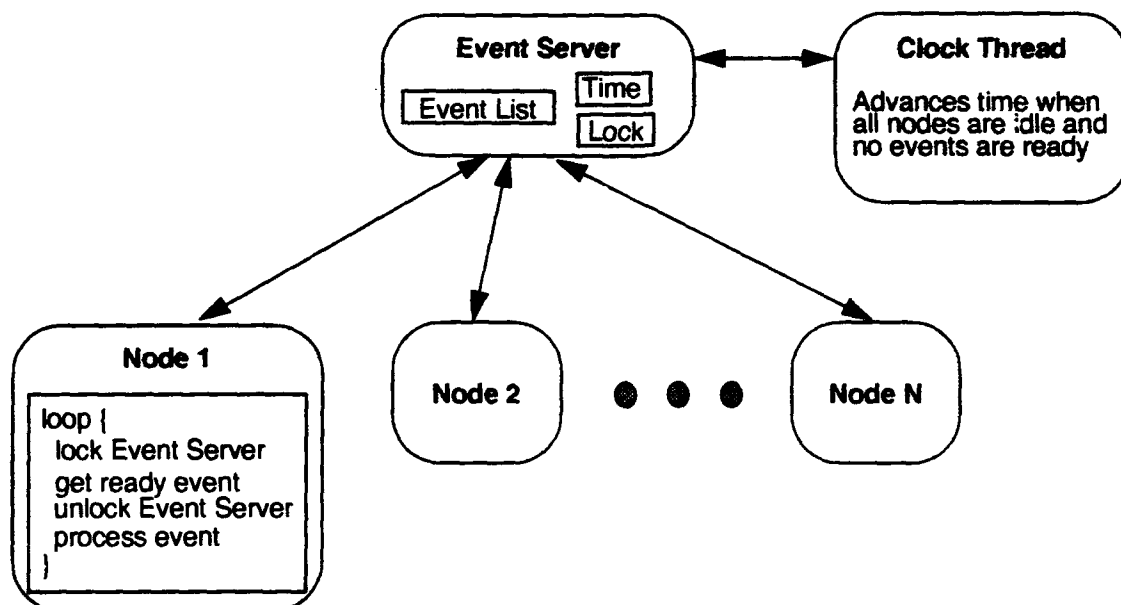 Event Server
Event List
Time
Lock
Clock Thread
Advances time when
all nodes are idle and
no events are ready
Node 1
loop {
lock Event Server
get ready event
unlock Event Server
process event
}
Node 2
Node N